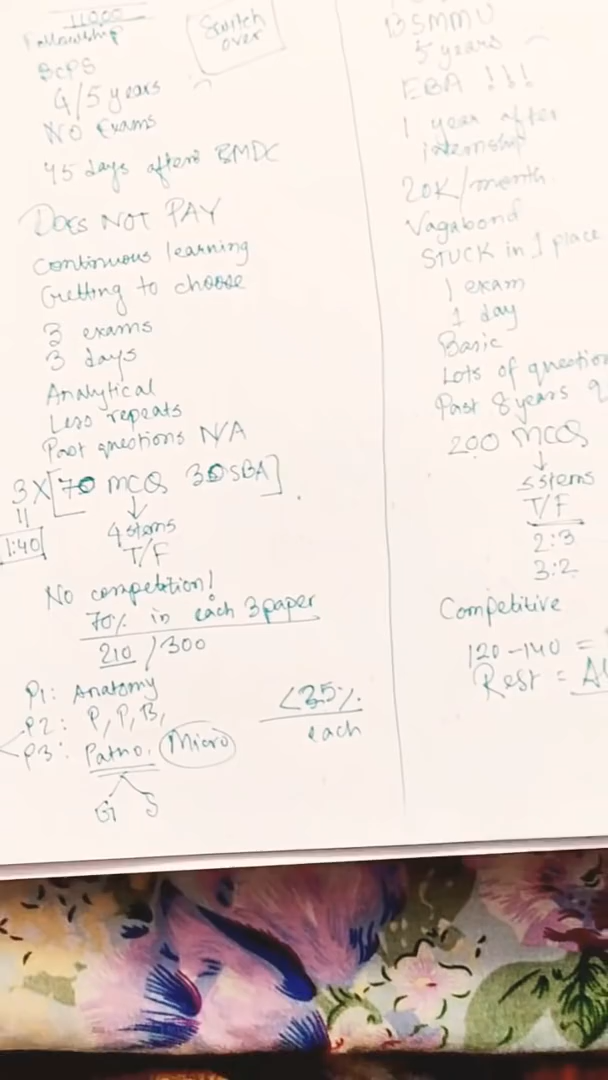 11000
Fellowship
BCPS
4/5 years
NO Exams
45 days after BMDC
DOES NOT PAY
Continuous learning
Getting to choose
3 exams
3 days
Analytical
Less repeats
Past questions N/A
3X[70 MCQ 30SBA]
1:40
4 stems
T/F
No competition!
70% in each 3 paper
210 / 300
P1: Anatomy
P2: P, P, B,
P3: Patho. Micro
G S
<35%
each
Switch
over
BSMMU
5 years
EBA !!!
1 year after
internship
20K/month.
Vagabond
STUCK in 1 place
1 exam
1 day
Basic
Lots of question
Past 8 years q
200 MCQs
5 stems
T/F
2:3
3:2
Competitive
120-140 =
Rest =